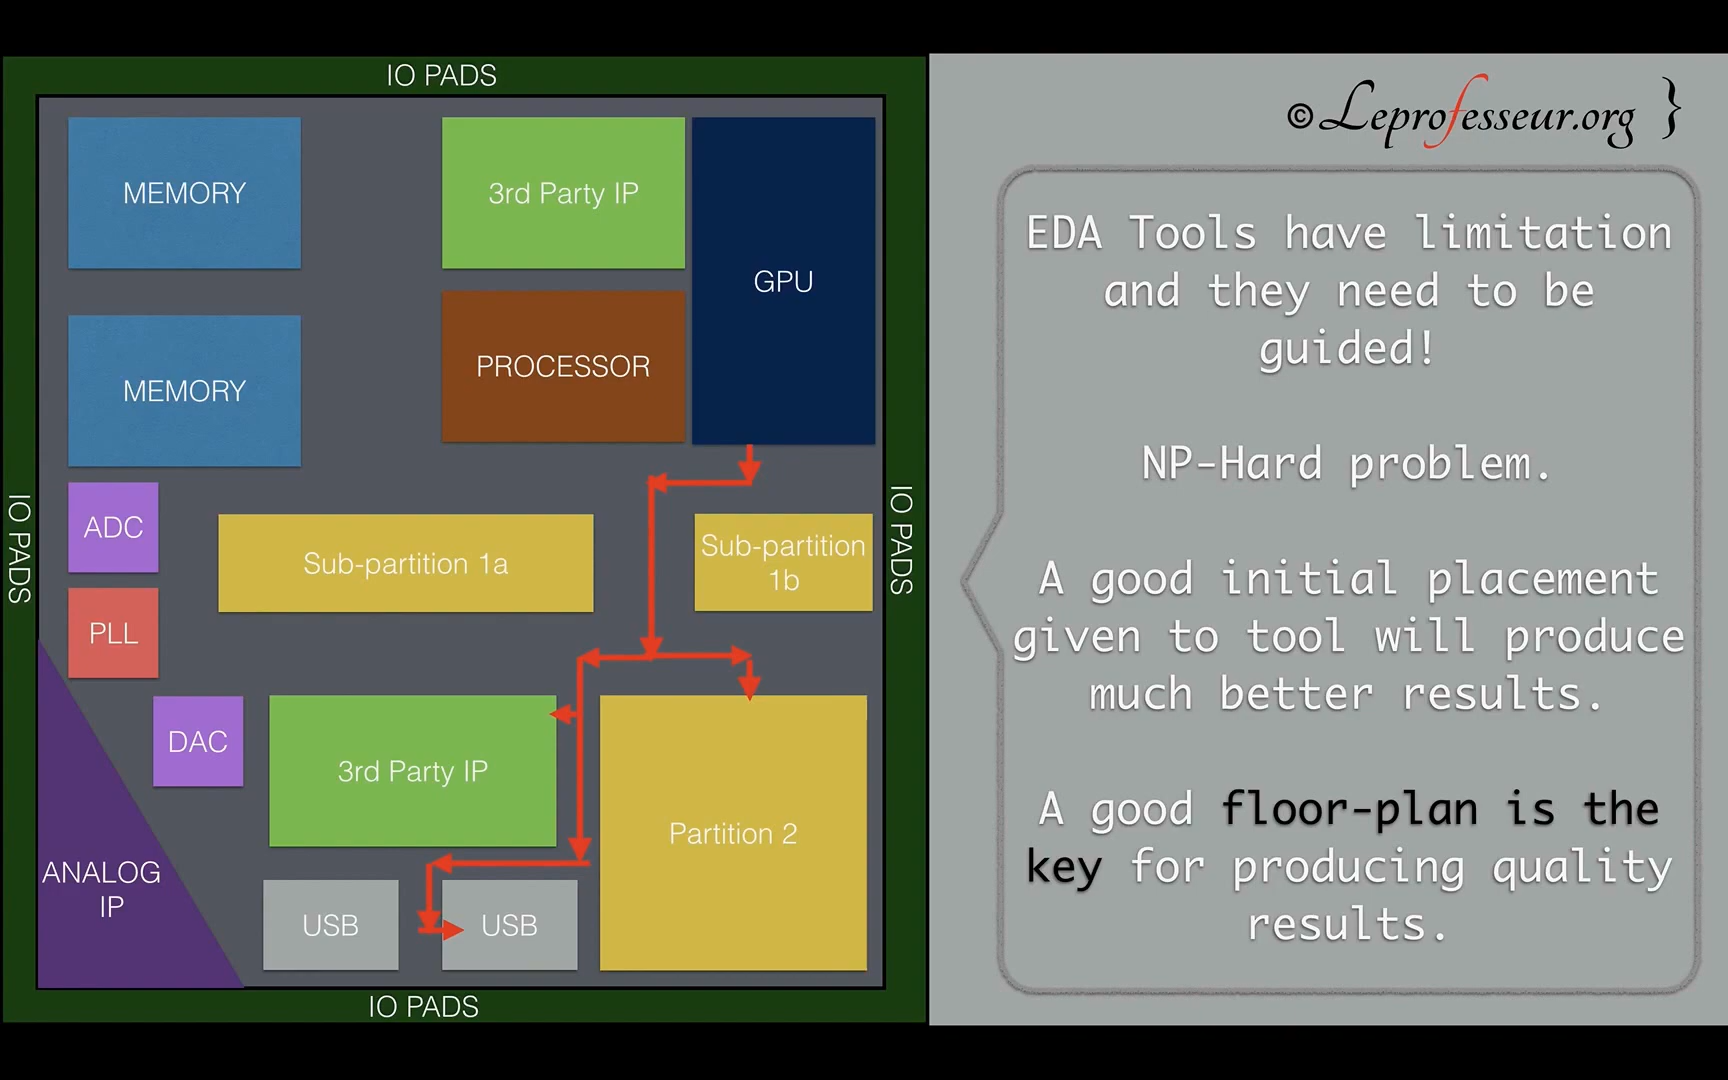 IO PADS
MEMORY
3rd Party IP
GPU
PROCESSOR
MEMORY
IO PADS
IO PADS
ADC
Sub-partition 1a
Sub-partition
1b
PLL
DAC
3rd Party IP
Partition 2
ANALOG
IP
USB
USB
IO PADS
© Leprofesseur.org }
EDA Tools have limitation
and they need to be
guided!
NP-Hard problem.
A good initial placement
given to tool will produce
much better results.
A good floor-plan is the
key for producing quality
results.